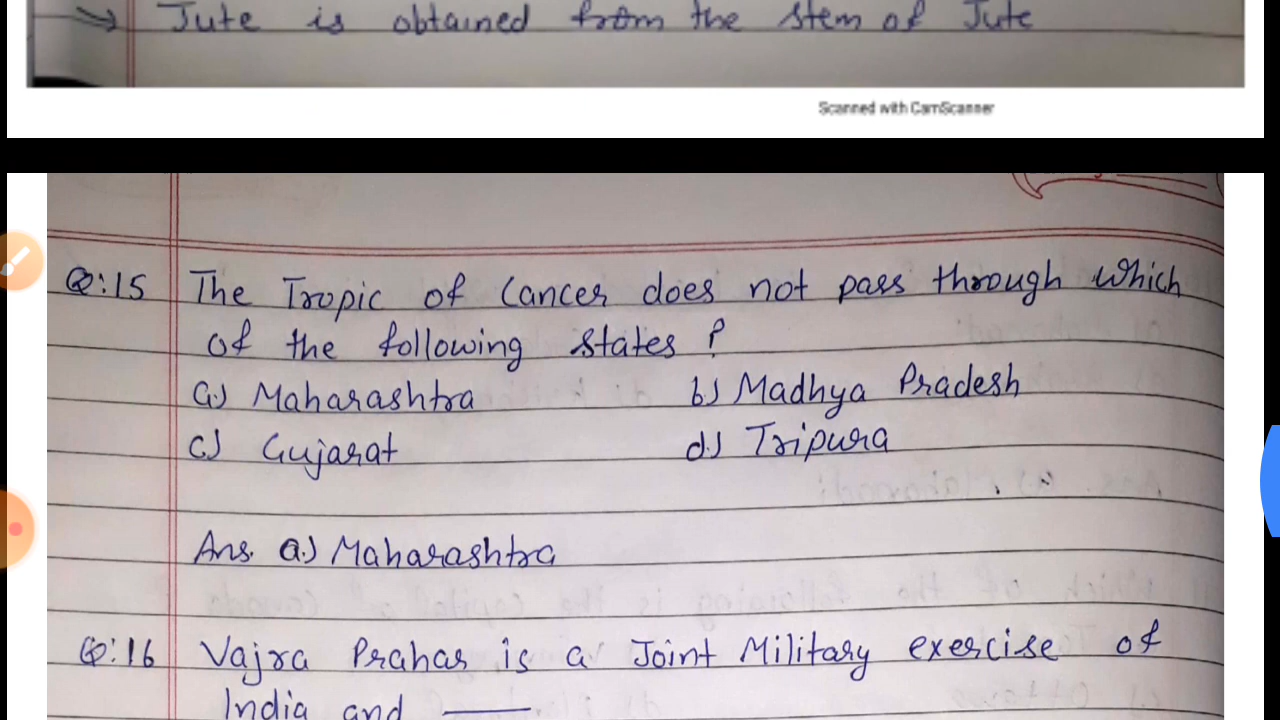 → Jute is obtained from the stem of Jute
Scanned with CamScanner
Q:15 The Tropic of Cancer does not pass through which
of the following states ?
a.) Maharashtra b.) Madhya Pradesh
c.) Gujarat d.) Tripura
Ans. a.) Maharashtra
Q:16 Vajra Prahar is a Joint Military exercise of
India and ___